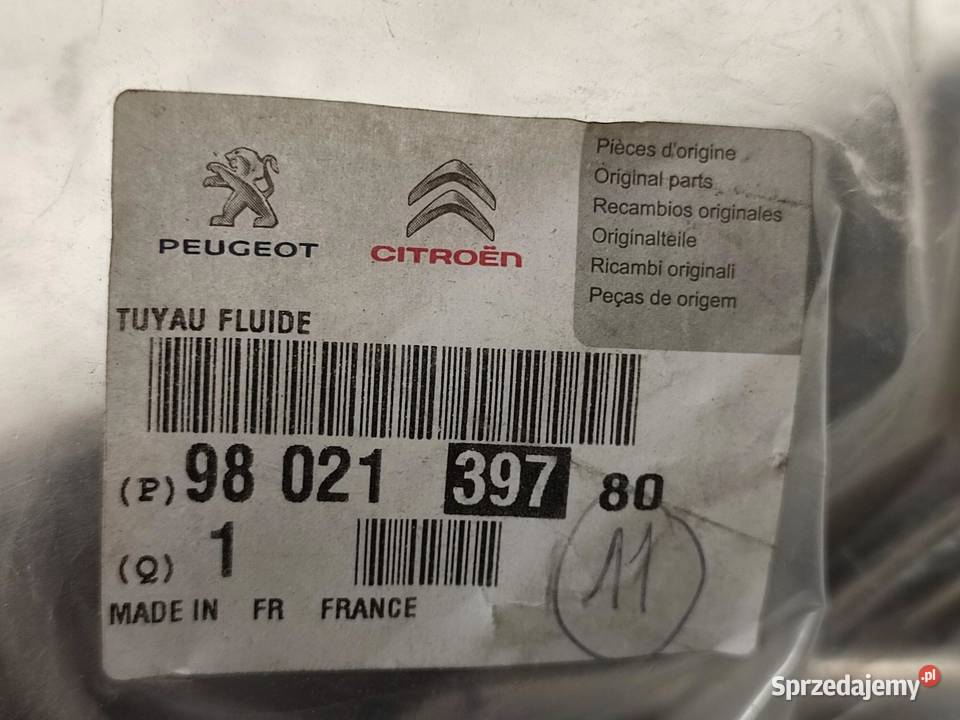 PEUGEOT
CITROËN
Pièces d'origine
Original parts
Recambios originales
Originalteile
Ricambi originali
Peças de origem
TUYAU FLUIDE
(P) 98 021 397 80
(Q) 1
11
MADE IN FR FRANCE
Sprzedajemy.pl